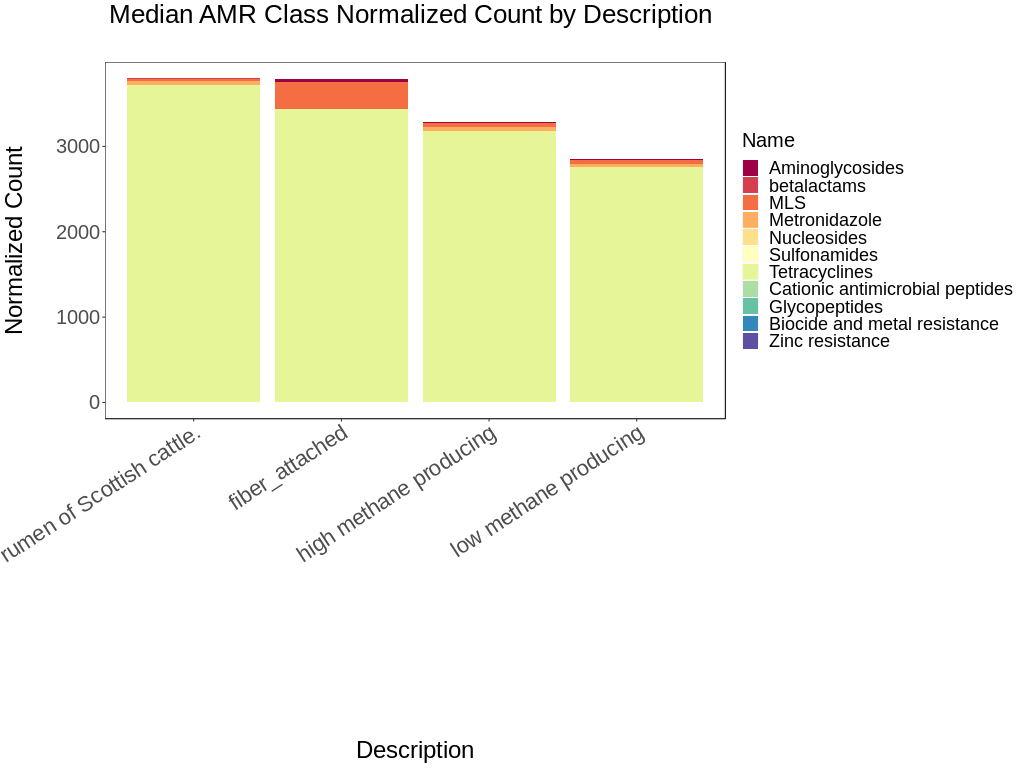 Median AMR Class Normalized Count by Description
Normalized Count
3000
2000
1000
0
rumen of Scottish cattle.
fiber_attached
high methane producing
low methane producing
Description
Name
Aminoglycosides
betalactams
MLS
Metronidazole
Nucleosides
Sulfonamides
Tetracyclines
Cationic antimicrobial peptides
Glycopeptides
Biocide and metal resistance
Zinc resistance